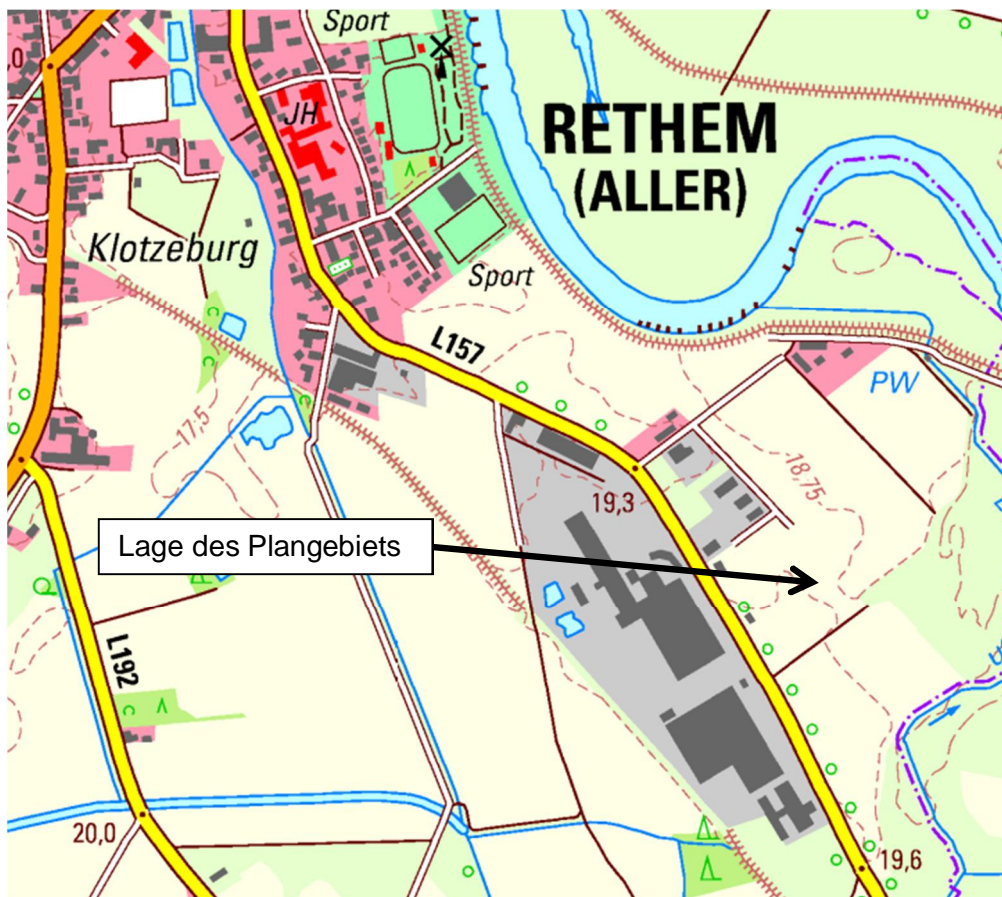 Sport
JH
RETHEM
(ALLER)
Klotzeburg
Sport
L157
PW
17,5
18,75
19,3
Lage des Plangebiets
L192
20,0
19,6